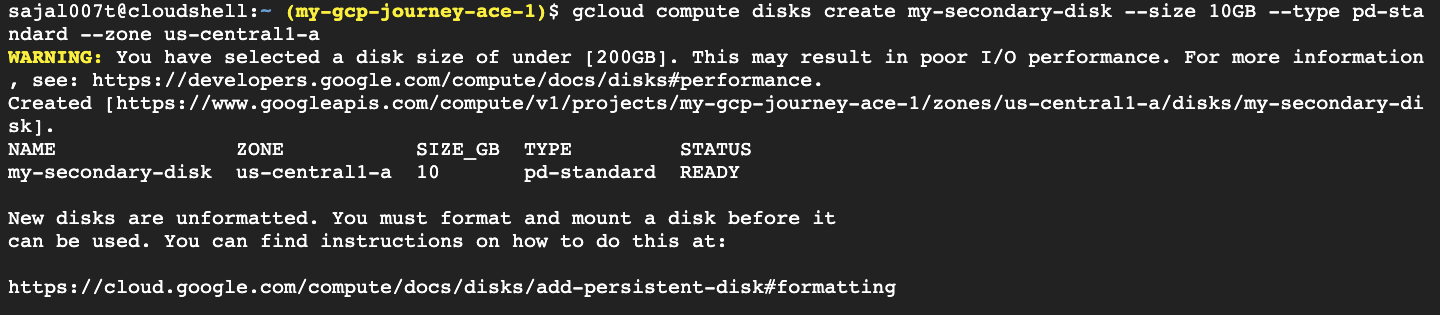 sajal007t@cloudshell:~ (my-gcp-journey-ace-1)$ gcloud compute disks create my-secondary-disk --size 10GB --type pd-sta
ndard --zone us-central1-a
WARNING: You have selected a disk size of under [200GB]. This may result in poor I/O performance. For more information
, see: https://developers.google.com/compute/docs/disks#performance.
Created [https://www.googleapis.com/compute/v1/projects/my-gcp-journey-ace-1/zones/us-central1-a/disks/my-secondary-di
sk].
NAME ZONE SIZE_GB TYPE STATUS
my-secondary-disk us-central1-a 10 pd-standard READY
New disks are unformatted. You must format and mount a disk before it
can be used. You can find instructions on how to do this at:
https://cloud.google.com/compute/docs/disks/add-persistent-disk#formatting